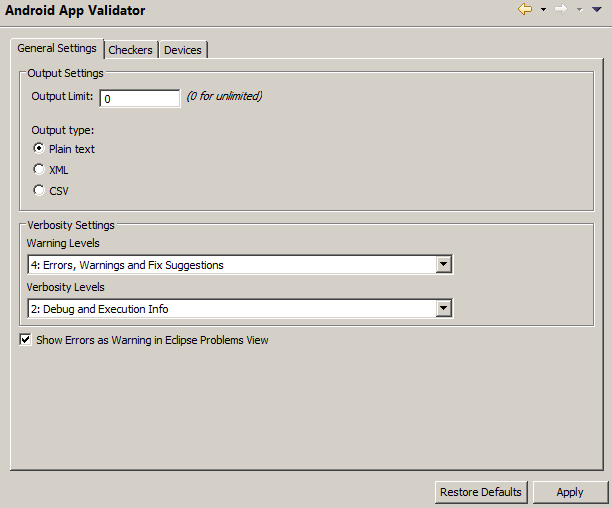 Android App Validator
General Settings Checkers Devices
Output Settings
Output Limit: 0 (0 for unlimited)
Output type:
Plain text
XML
CSV
Verbosity Settings
Warning Levels
4: Errors, Warnings and Fix Suggestions
Verbosity Levels
2: Debug and Execution Info
Show Errors as Warning in Eclipse Problems View
Restore Defaults Apply